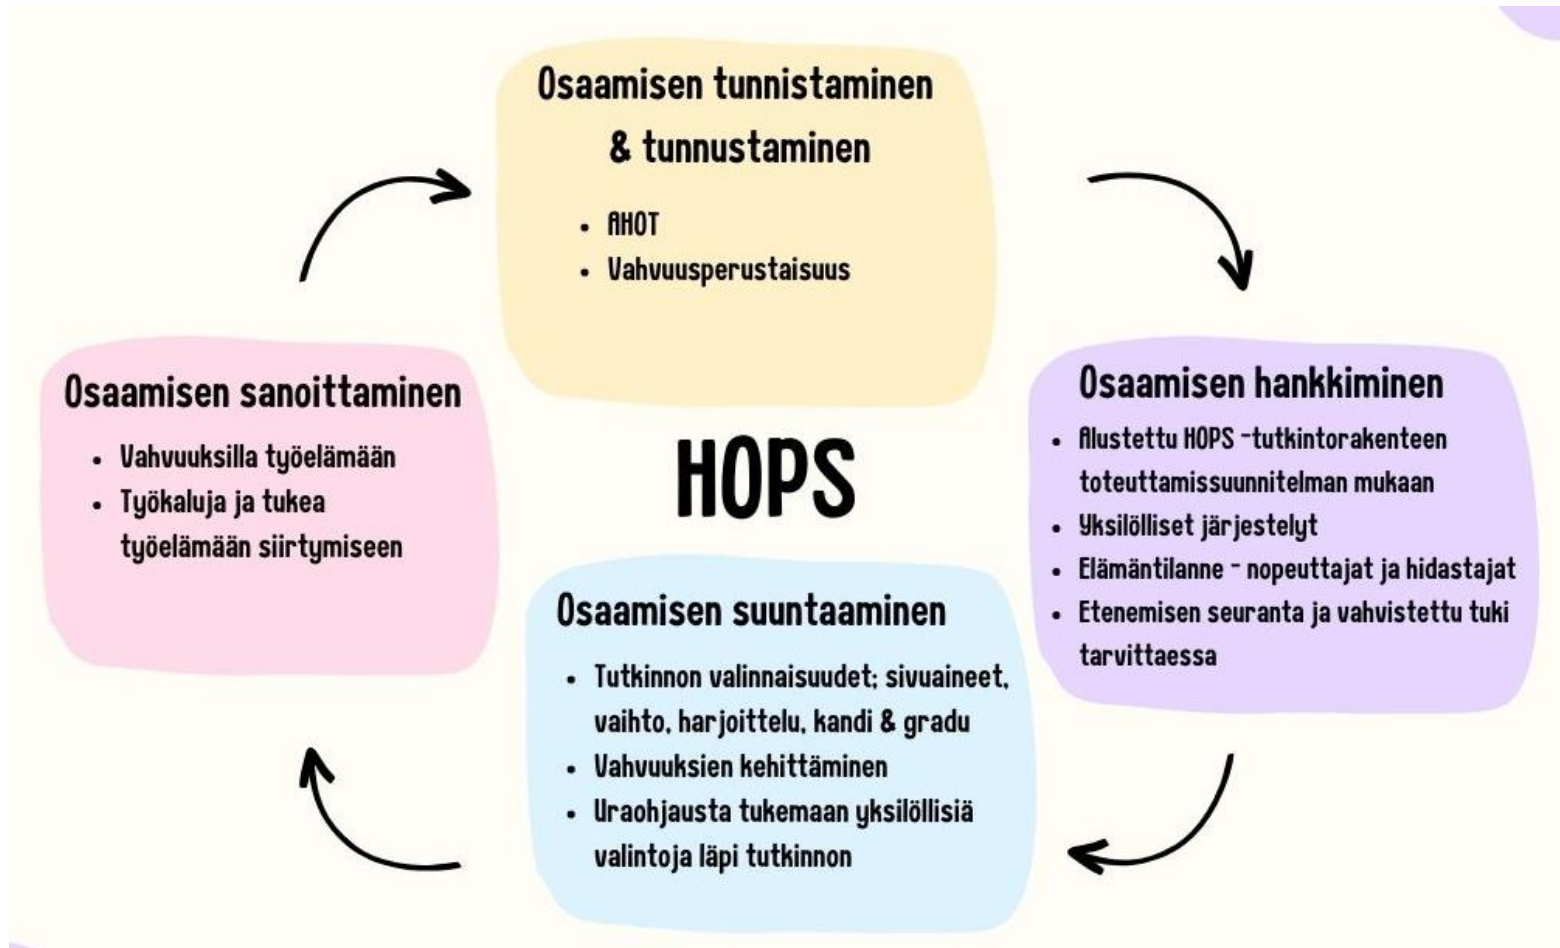 Osaamisen tunnistaminen
& tunnustaminen
• AHOT
• Vahvuusperustaisuus
Osaamisen hankkiminen
• Alustettu HOPS -tutkintorakenteen
toteuttamissuunnitelman mukaan
• Yksilölliset järjestelyt
• Elämäntilanne - nopeuttajat ja hidastajat
• Etenemisen seuranta ja vahvistettu tuki
tarvittaessa
Osaamisen sanoittaminen
• Vahvuuksilla työelämään
• Työkaluja ja tukea
työelämään siirtymiseen
HOPS
Osaamisen suuntaaminen
• Tutkinnon valinnaisuudet; sivuaineet,
vaihto, harjoittelu, kandi & gradu
• Vahvuuksien kehittäminen
• Uraohjausta tukemaan yksilöllisiä
valintoja läpi tutkinnon